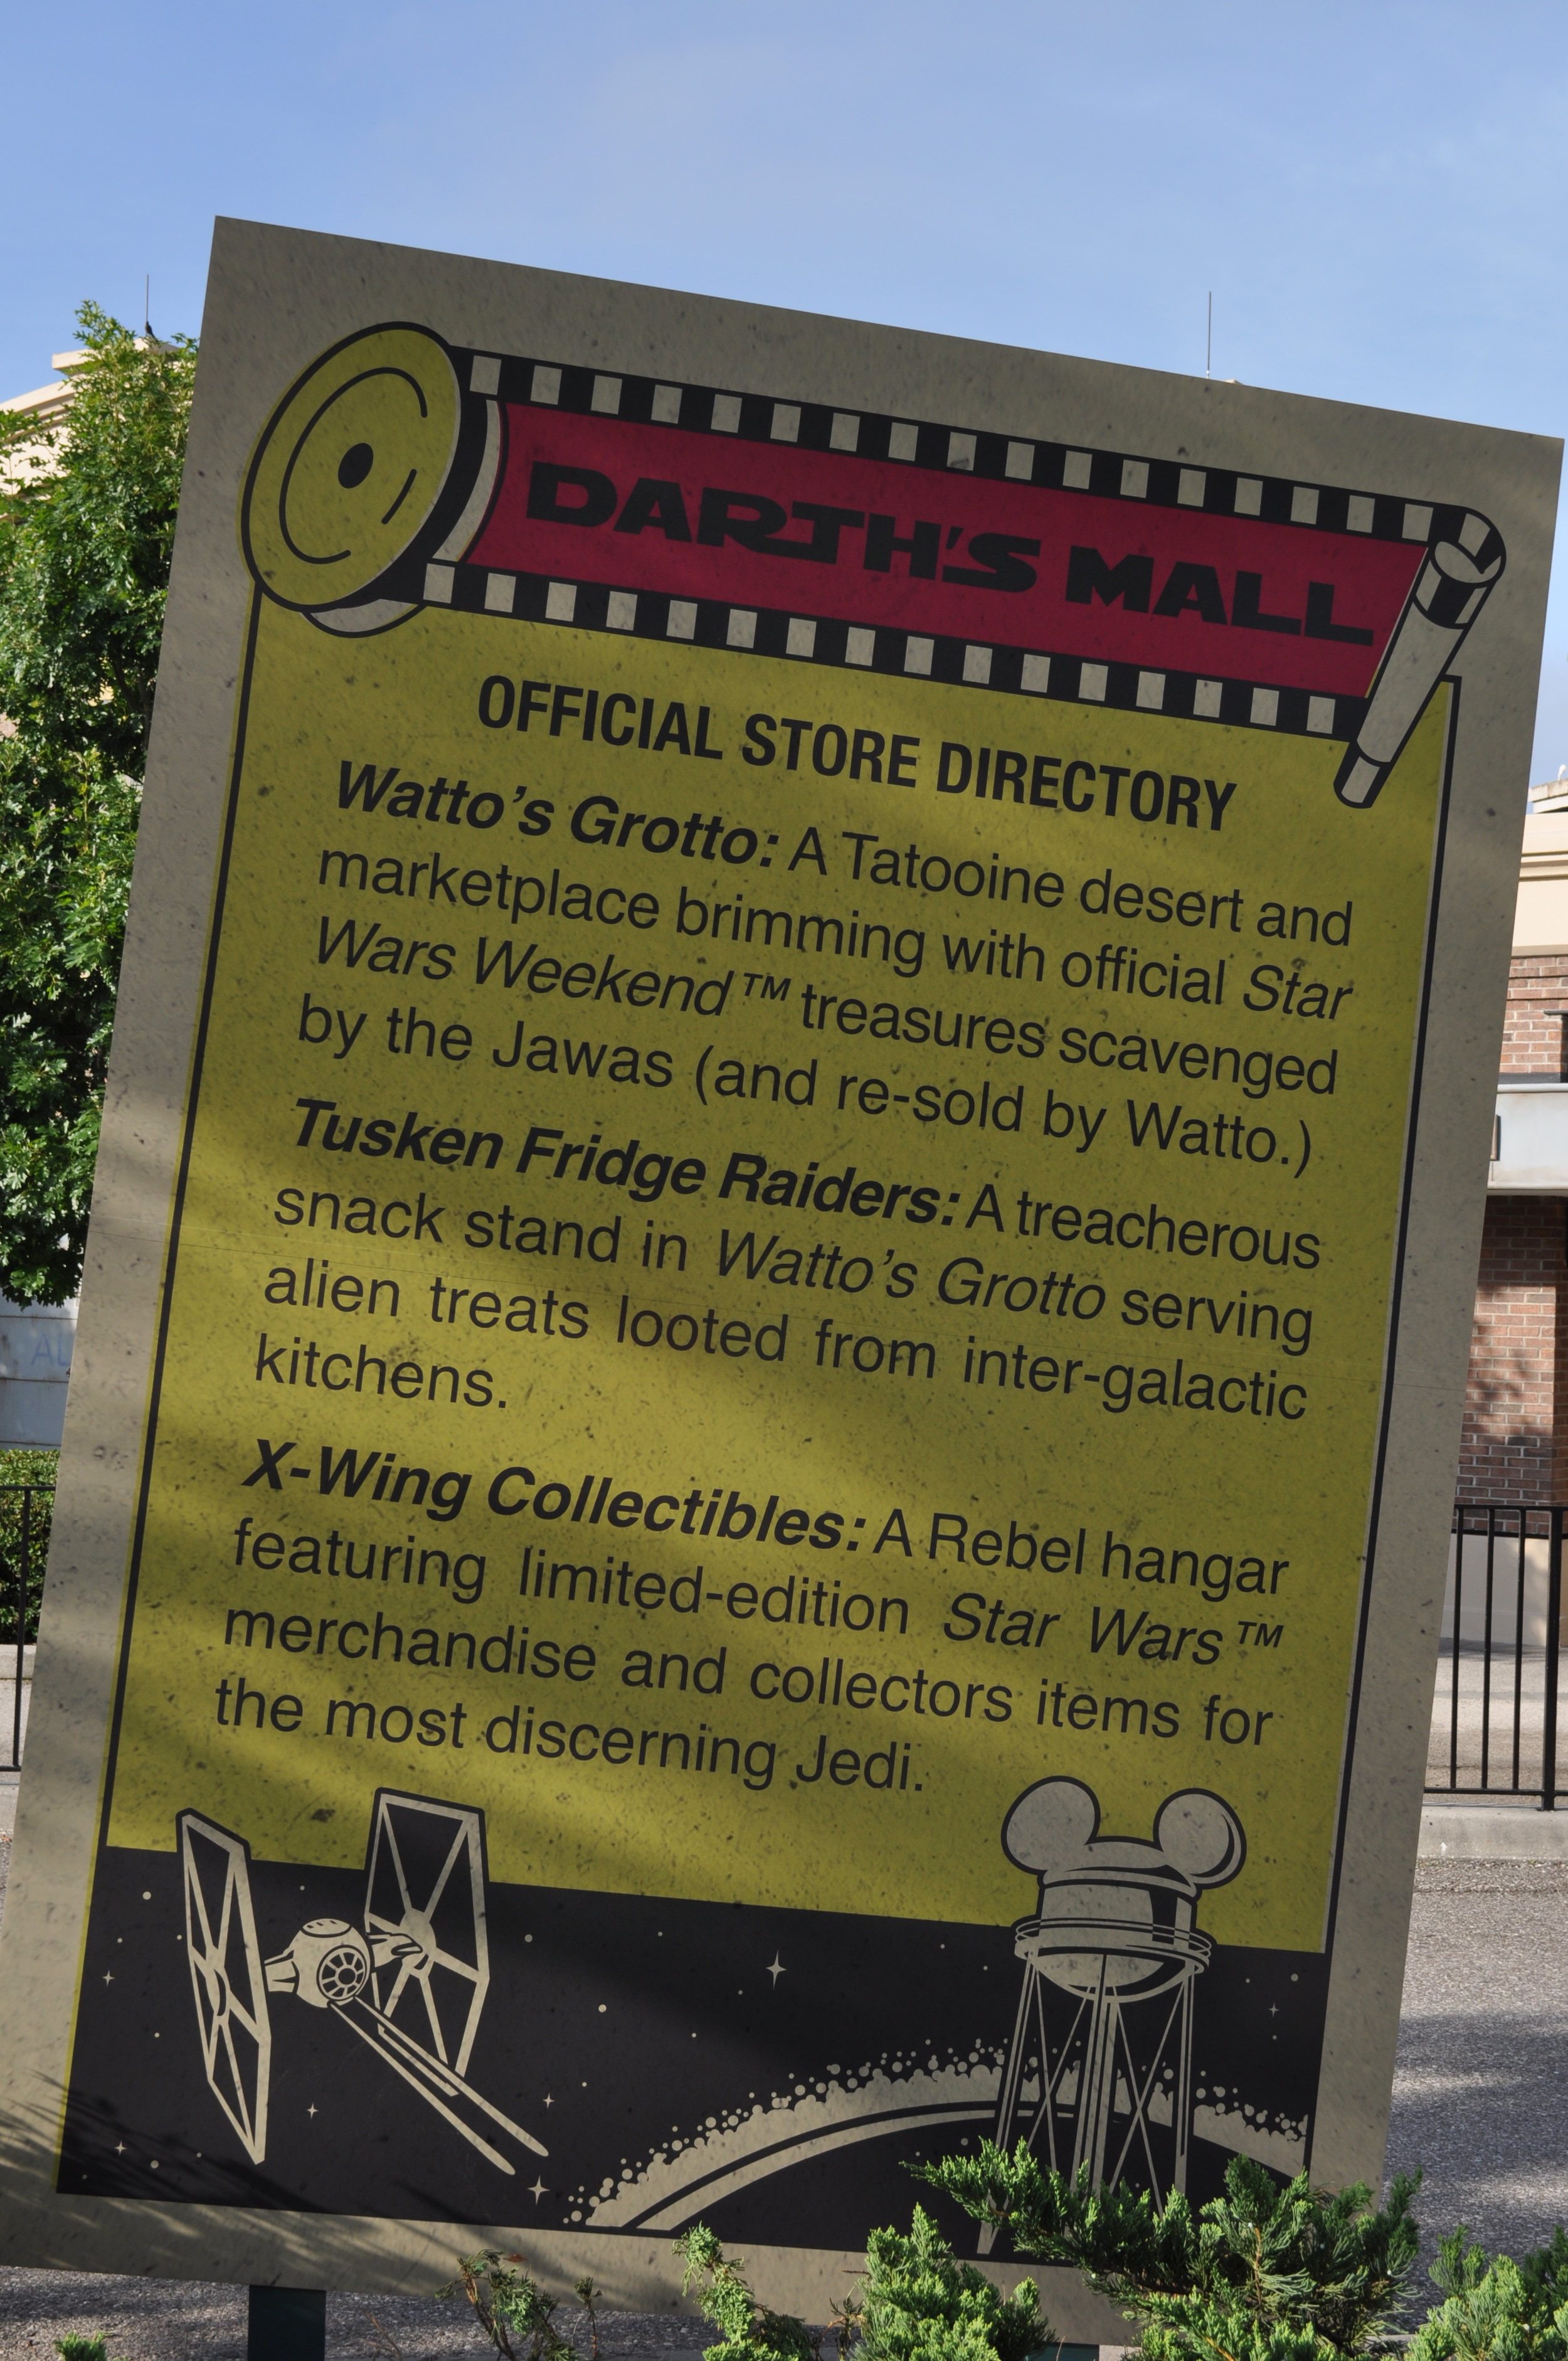 DARTH'S MALL
OFFICIAL STORE DIRECTORY
Watto's Grotto: A Tatooine desert and
marketplace brimming with official Star
Wars Weekend™ treasures scavenged
by the Jawas (and re-sold by Watto.)
Tusken Fridge Raiders: A treacherous
snack stand in Watto's Grotto serving
alien treats looted from inter-galactic
kitchens.
X-Wing Collectibles: A Rebel hangar
featuring limited-edition Star Wars™
merchandise and collectors items for
the most discerning Jedi.